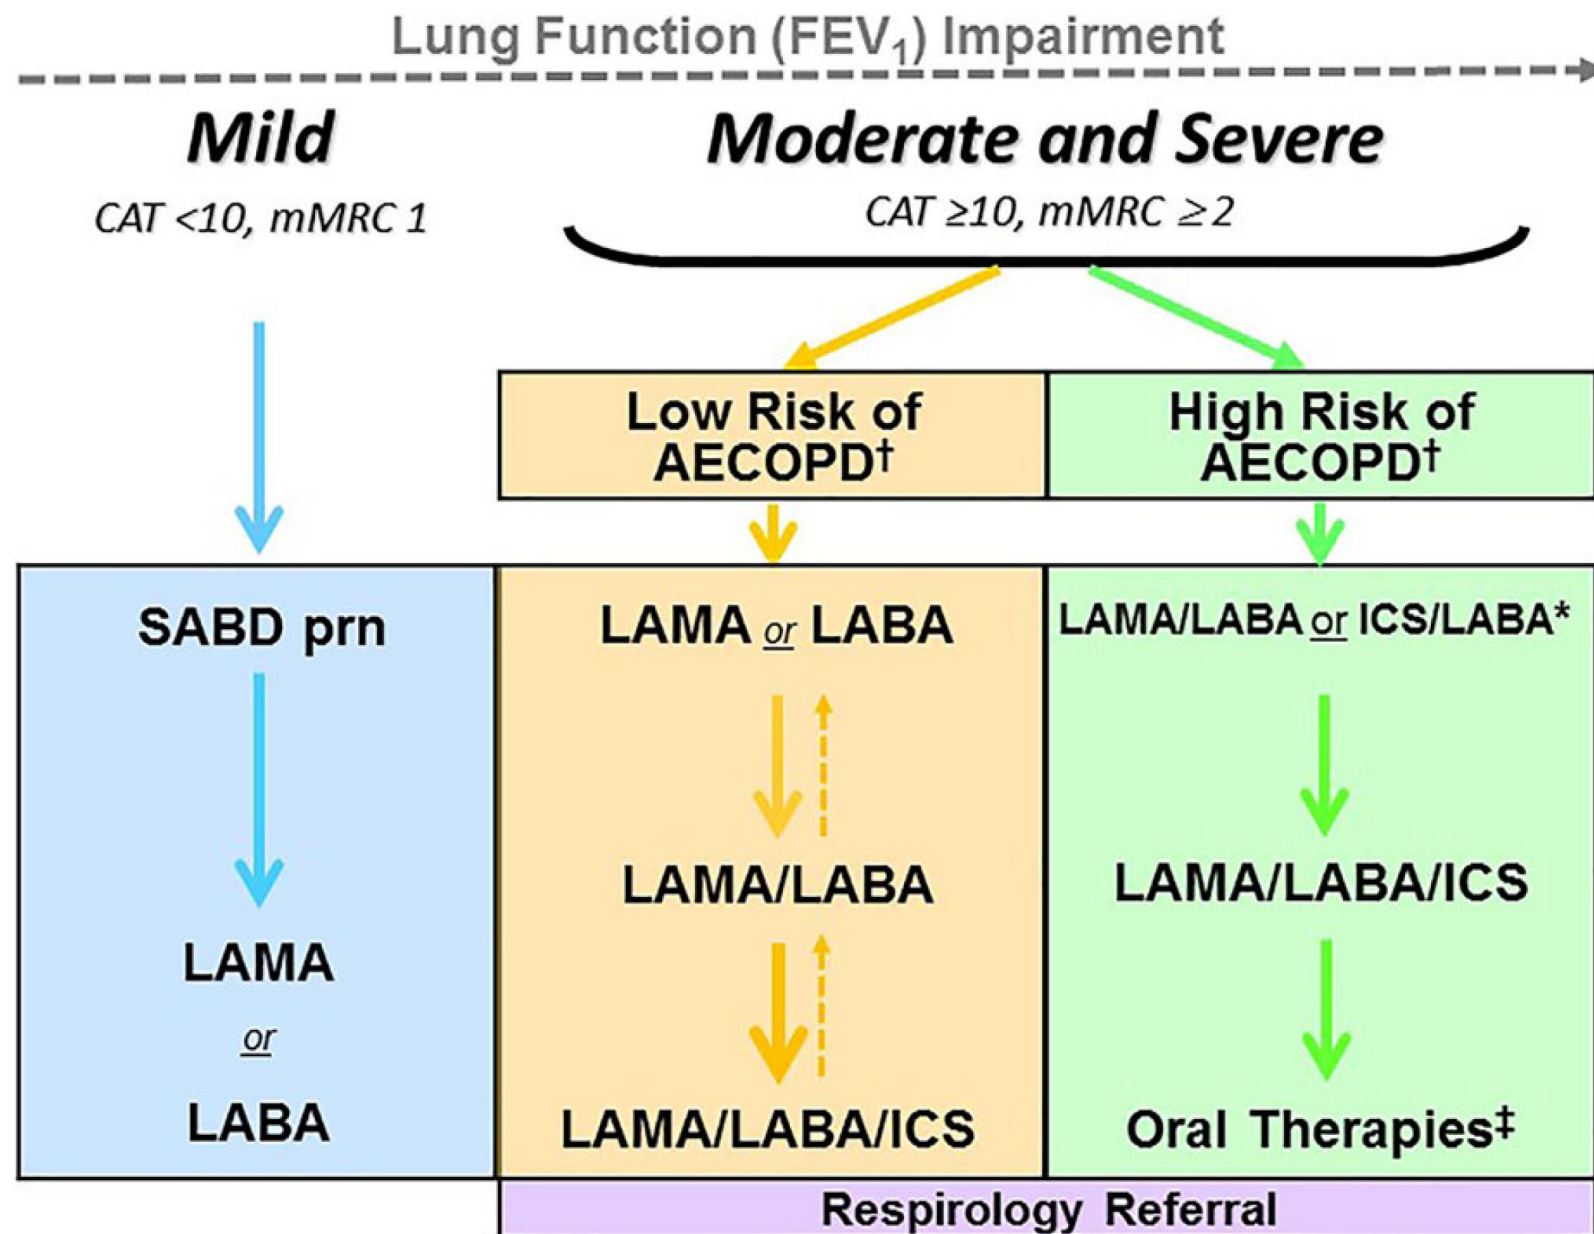 Lung Function (FEV₁) Impairment
Mild
CAT <10, mMRC 1
Moderate and Severe
CAT ≥10, mMRC ≥2
Low Risk of
AECOPD†
High Risk of
AECOPD†
SABD prn
LAMA
or
LABA
LAMA or LABA
LAMA/LABA
LAMA/LABA/ICS
LAMA/LABA or ICS/LABA*
LAMA/LABA/ICS
Oral Therapies‡
Respirology Referral